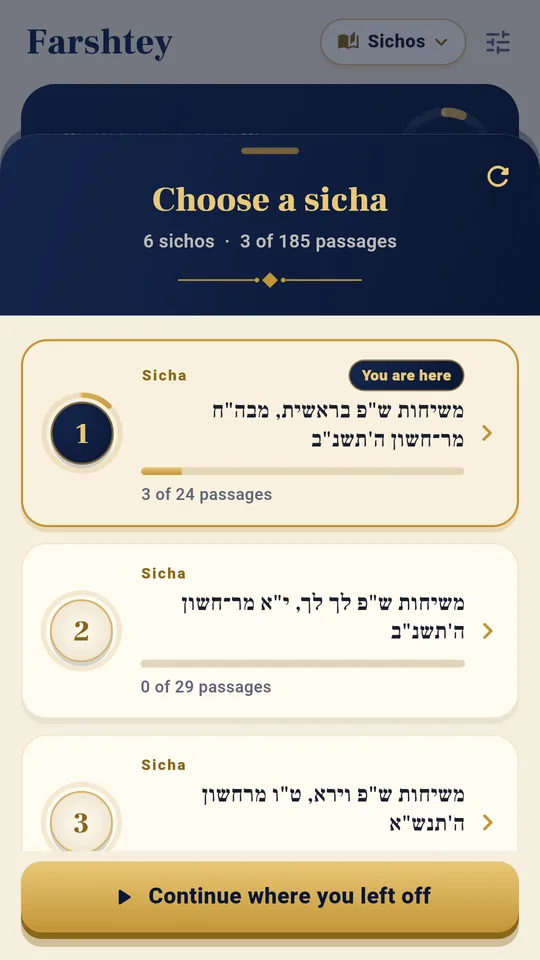 Farshtey
Sichos
Choose a sicha
6 sichos · 3 of 185 passages
Sicha
You are here
1
משיחות ש"פ בראשית, מבה"ח
מר־חשון ה'תשנ"ב
3 of 24 passages
Sicha
2
משיחות ש"פ לך לך, י"א מר־חשון
ה'תשנ"ב
0 of 29 passages
Sicha
3
משיחות ש"פ וירא, ט"ו מרחשון
ה'תנש"א
Continue where you left off